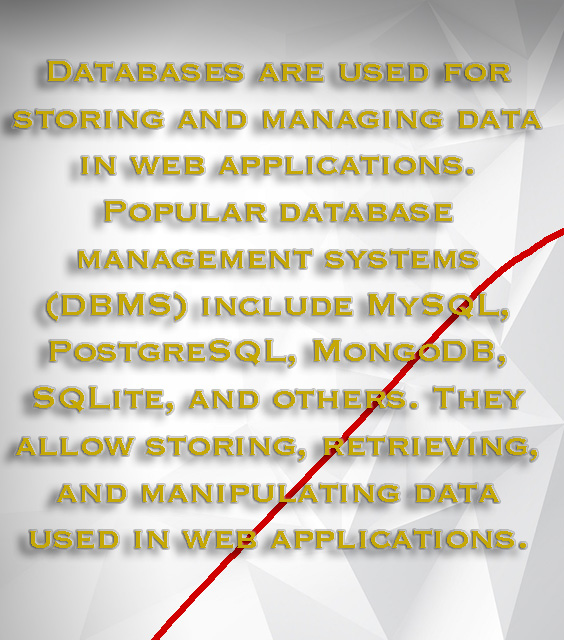 Databases are used for
storing and managing data
in web applications.
Popular database
management systems
(DBMS) include MySQL,
PostgreSQL, MongoDB,
SQLite, and others. They
allow storing, retrieving,
and manipulating data
used in web applications.